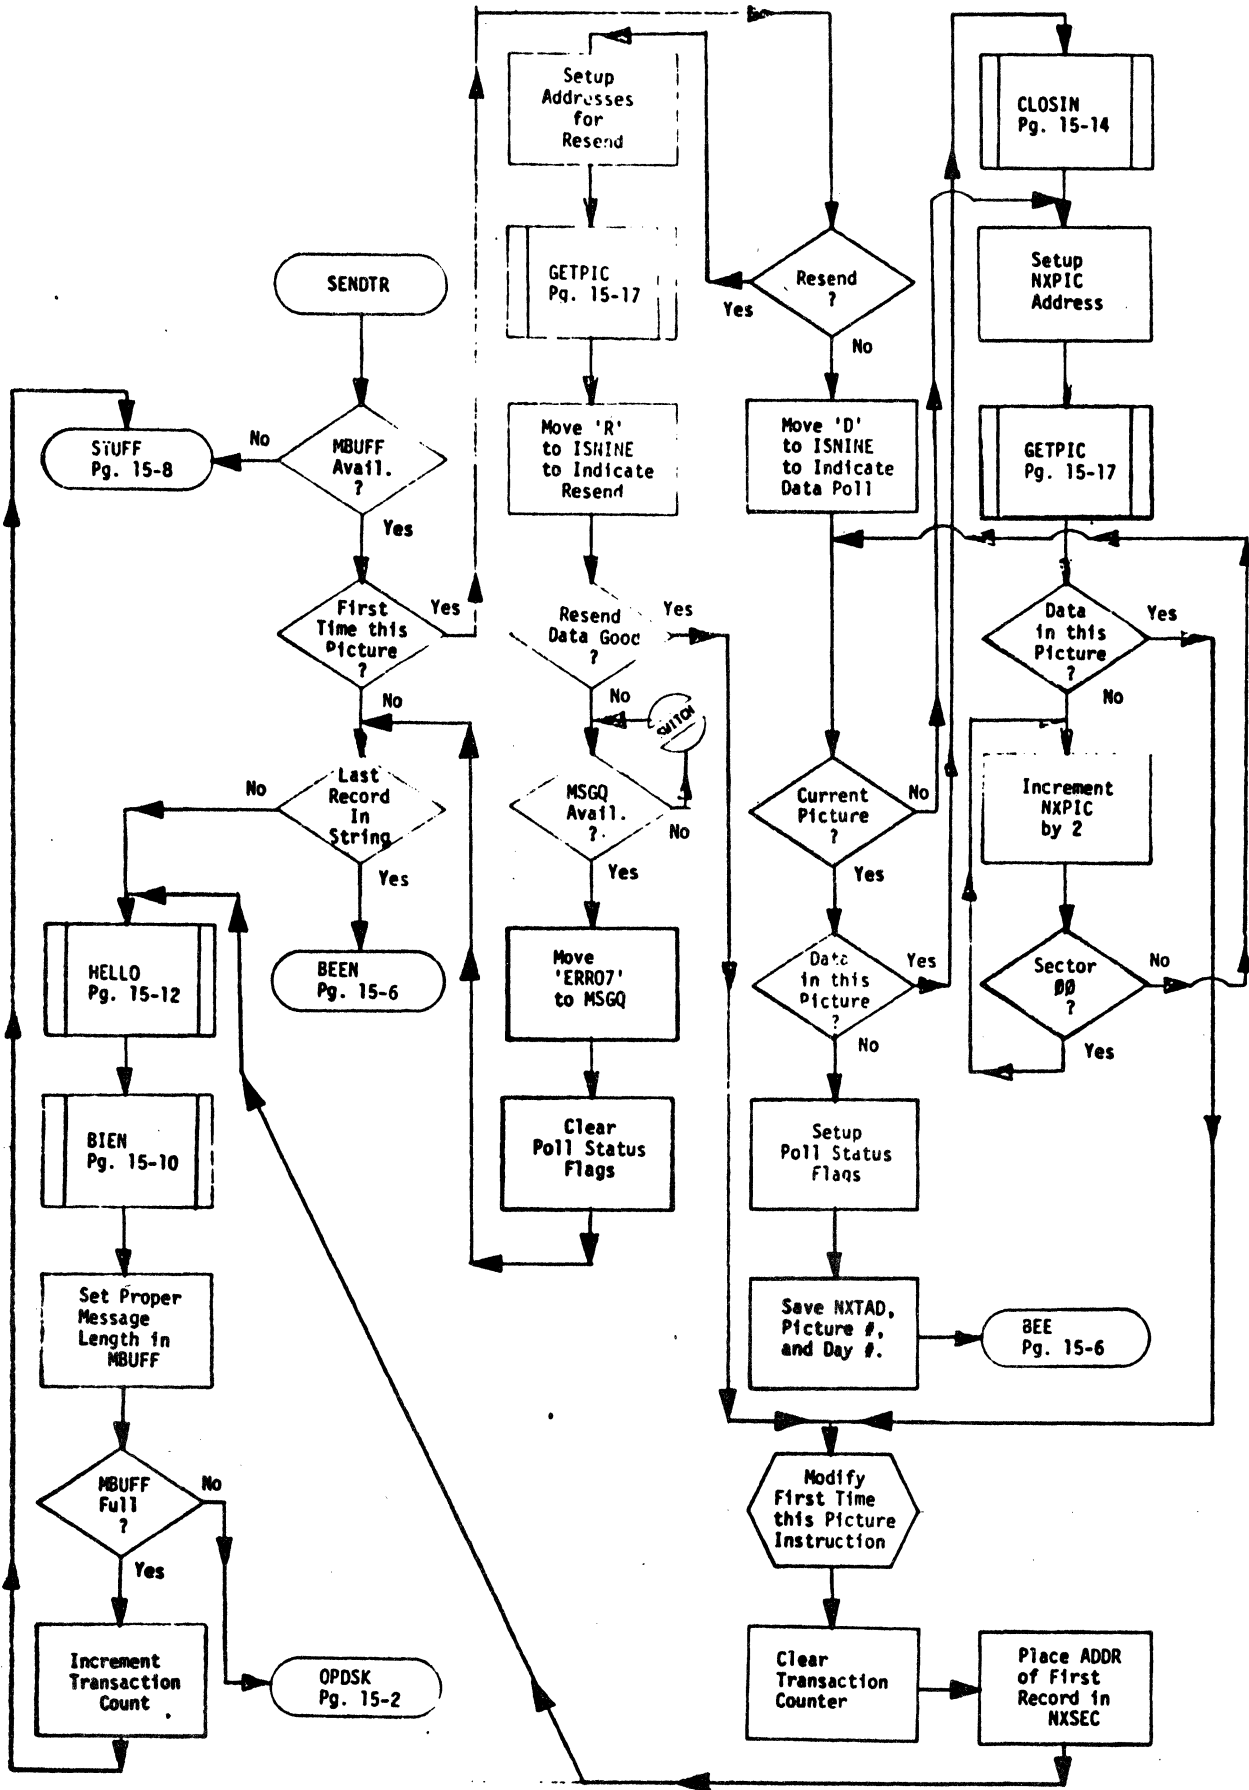 SENDTR
MBUFF
Avail.
?
No
Yes
STUFF
Pg. 15-8
First
Time this
Picture
?
Yes
No
Last
Record
In
String
No
Yes
BEEN
Pg. 15-6
HELLO
Pg. 15-12
BIEN
Pg. 15-10
Set Proper
Message
Length in
MBUFF
MBUFF
Full
?
No
Yes
Increment
Transaction
Count
OPDSK
Pg. 15-2
Setup
Addresses
for
Resend
GETPIC
Pg. 15-17
Move 'R'
to ISNINE
to Indicate
Resend
Resend
Data Good
?
Yes
No
SWITCH
MSGQ
Avail.
?
No
Yes
Move
'ERR07'
to MSGQ
Clear
Poll Status
Flags
Resend
?
Yes
No
Move 'D'
to ISNINE
to Indicate
Data Poll
Current
Picture
?
No
Yes
Data
in this
Picture
?
Yes
No
Setup
Poll Status
Flags
Save NXTAD,
Picture #,
and Day #.
BEE
Pg. 15-6
Modify
First Time
this Picture
Instruction
Clear
Transaction
Counter
Place ADDR
of First
Record in
NXSEC
CLOSIN
Pg. 15-14
Setup
NXPIC
Address
GETPIC
Pg. 15-17
Data
in this
Picture
?
Yes
No
Increment
NXPIC
by 2
Sector
ØØ
?
No
Yes